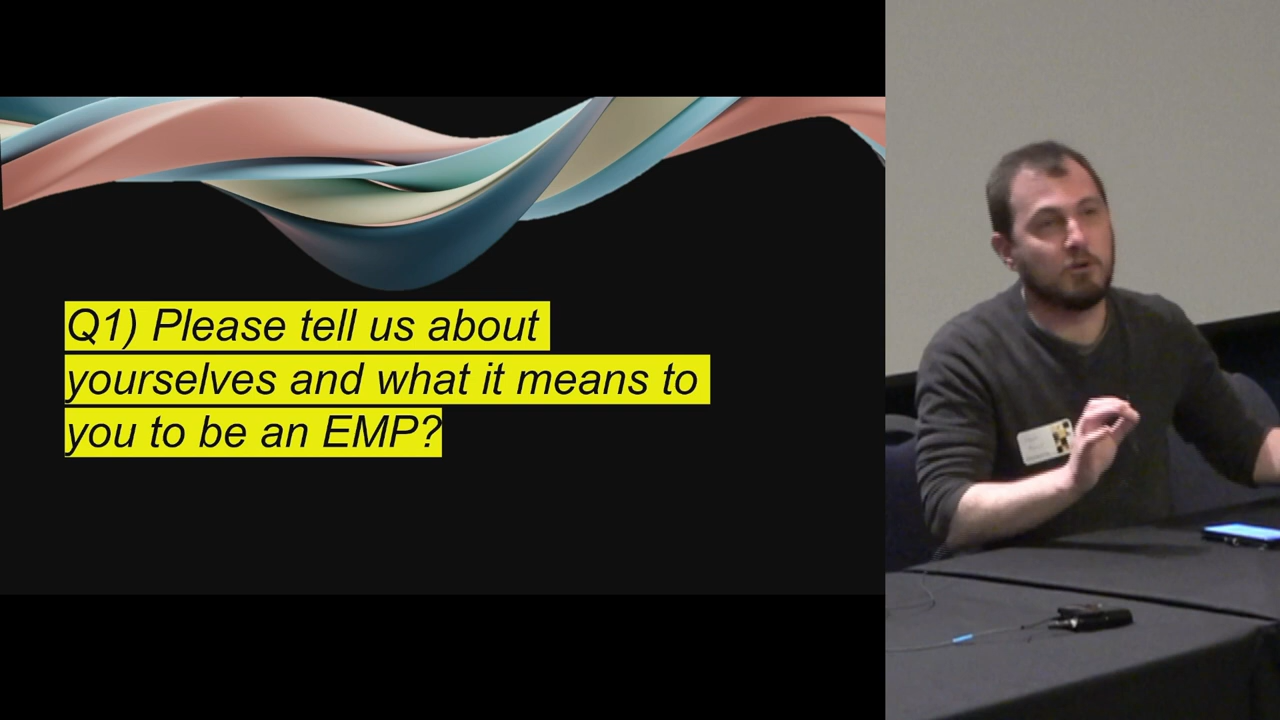 Q1) Please tell us about
yourselves and what it means to
you to be an EMP?